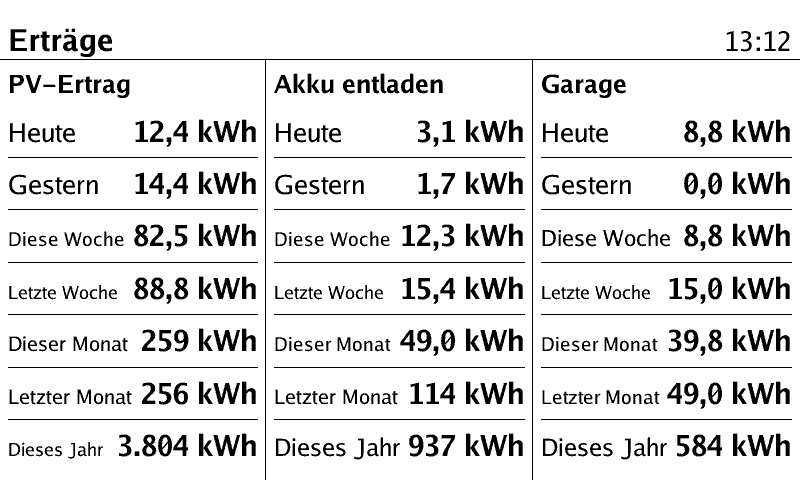 Erträge 13:12
PV-Ertrag
Heute 12,4 kWh
Gestern 14,4 kWh
Diese Woche 82,5 kWh
Letzte Woche 88,8 kWh
Dieser Monat 259 kWh
Letzter Monat 256 kWh
Dieses Jahr 3.804 kWh
Akku entladen
Heute 3,1 kWh
Gestern 1,7 kWh
Diese Woche 12,3 kWh
Letzte Woche 15,4 kWh
Dieser Monat 49,0 kWh
Letzter Monat 114 kWh
Dieses Jahr 937 kWh
Garage
Heute 8,8 kWh
Gestern 0,0 kWh
Diese Woche 8,8 kWh
Letzte Woche 15,0 kWh
Dieser Monat 39,8 kWh
Letzter Monat 49,0 kWh
Dieses Jahr 584 kWh